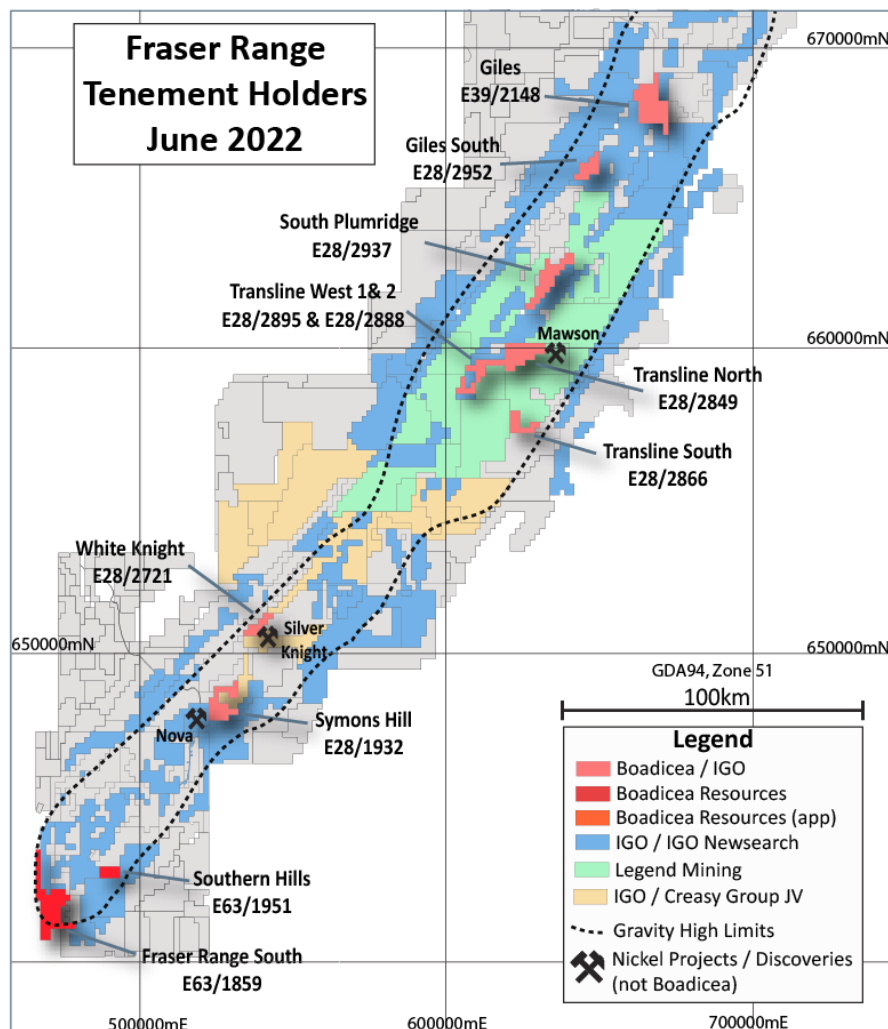 Fraser Range
Tenement Holders
June 2022
670000mN
Giles
E39/2148
Giles South
E28/2952
South Plumridge
E28/2937
Transline West 1& 2
E28/2895 & E28/2888
Mawson
660000mN
Transline North
E28/2849
Transline South
E28/2866
White Knight
E28/2721
Silver
Knight
650000mN
650000mN
GDA94, Zone 51
100km
Symons Hill
E28/1932
Nova
Legend
Boadicea / IGO
Boadicea Resources
Boadicea Resources (app)
IGO / IGO Newsearch
Legend Mining
IGO / Creasy Group JV
Gravity High Limits
Nickel Projects / Discoveries
(not Boadicea)
Southern Hills
E63/1951
Fraser Range South
E63/1859
500000mE
600000mE
700000mE